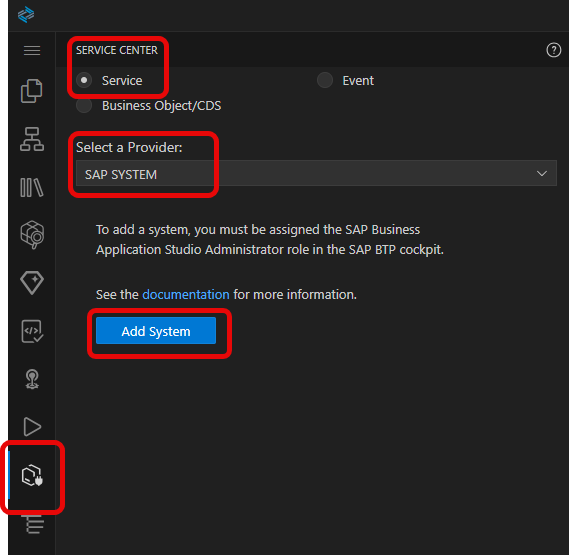 SERVICE CENTER
Service
Event
Business Object/CDS
Select a Provider:
SAP SYSTEM
To add a system, you must be assigned the SAP Business
Application Studio Administrator role in the SAP BTP cockpit.
See the documentation for more information.
Add System